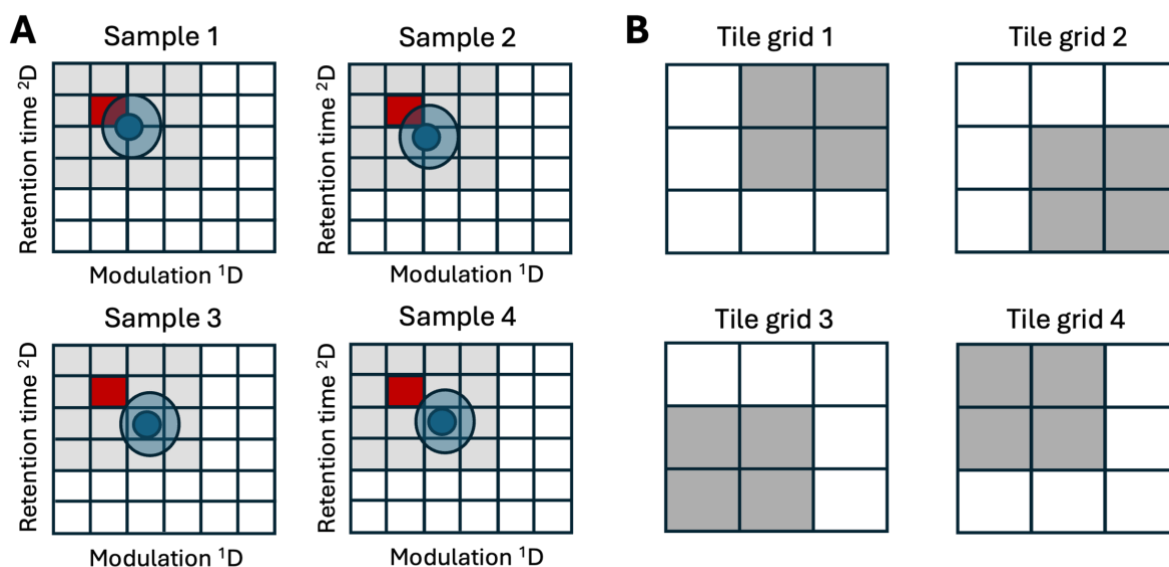 A
B
Sample 1
Sample 2
Tile grid 1
Tile grid 2
Retention time ²D
Retention time ²D
Modulation ¹D
Modulation ¹D
Sample 3
Sample 4
Tile grid 3
Tile grid 4
Retention time ²D
Retention time ²D
Modulation ¹D
Modulation ¹D